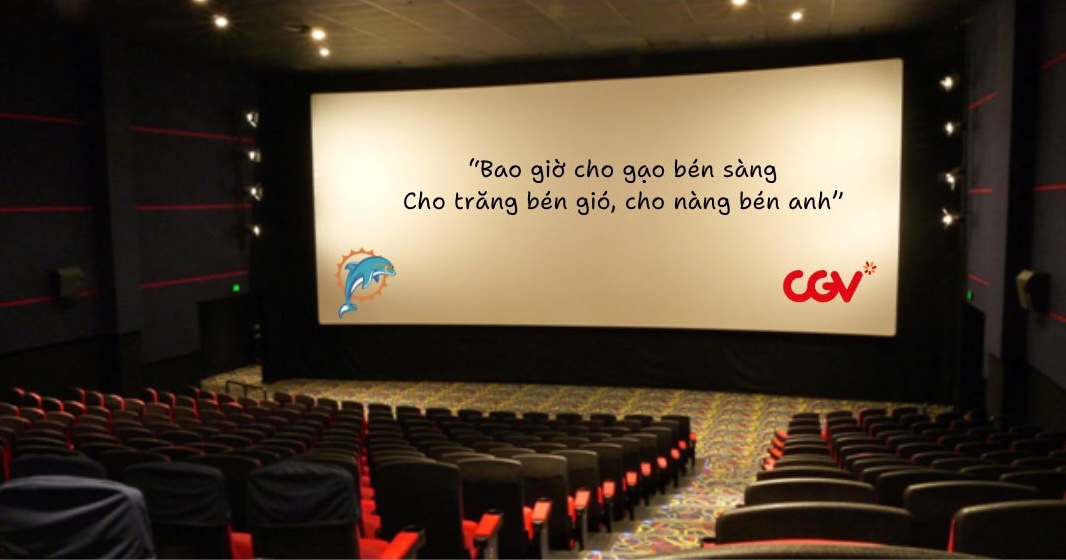 “Bao giờ cho gạo bén sàng
Cho trăng bén gió, cho nàng bén anh”
CGV